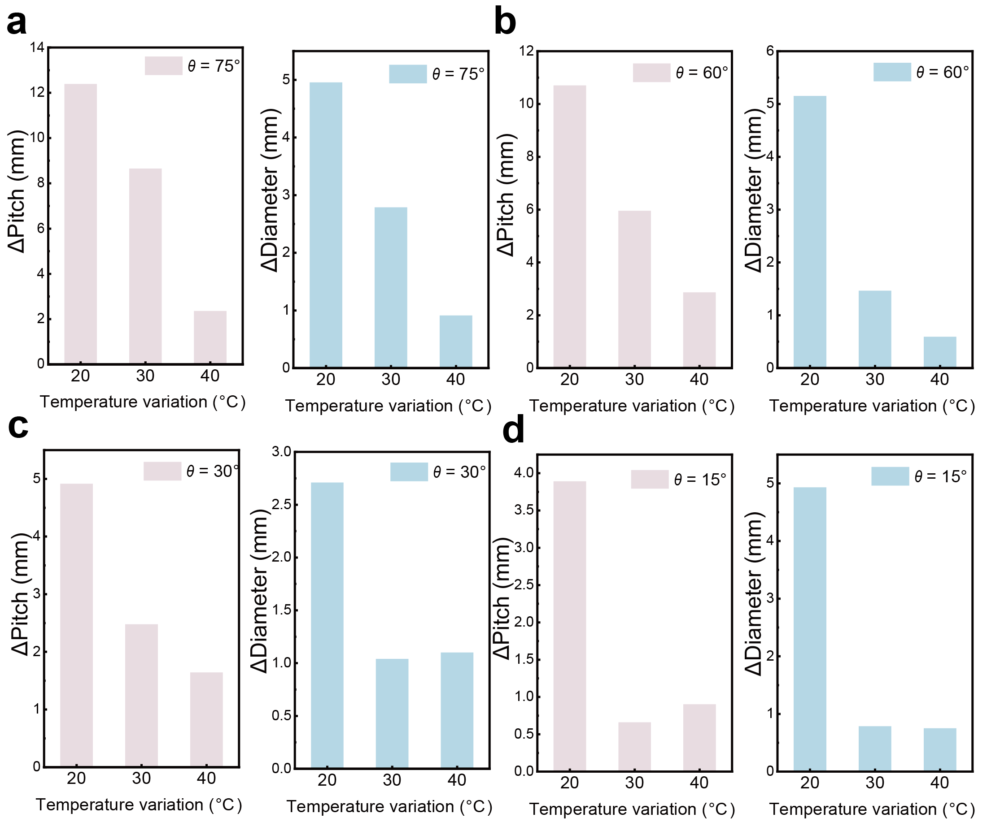 a
14
12
10
8
6
4
2
0
ΔPitch (mm)
θ = 75°
20 30 40
Temperature variation (°C)
5
4
3
2
1
0
ΔDiameter (mm)
θ = 75°
20 30 40
Temperature variation (°C)
b
12
10
8
6
4
2
0
ΔPitch (mm)
θ = 60°
20 30 40
Temperature variation (°C)
6
5
4
3
2
1
0
ΔDiameter (mm)
θ = 60°
20 30 40
Temperature variation (°C)
c
5
4
3
2
1
0
ΔPitch (mm)
θ = 30°
20 30 40
Temperature variation (°C)
3.0
2.5
2.0
1.5
1.0
0.5
0.0
ΔDiameter (mm)
θ = 30°
20 30 40
Temperature variation (°C)
d
4.0
3.5
3.0
2.5
2.0
1.5
1.0
0.5
0.0
ΔPitch (mm)
θ = 15°
20 30 40
Temperature variation (°C)
5
4
3
2
1
0
ΔDiameter (mm)
θ = 15°
20 30 40
Temperature variation (°C)